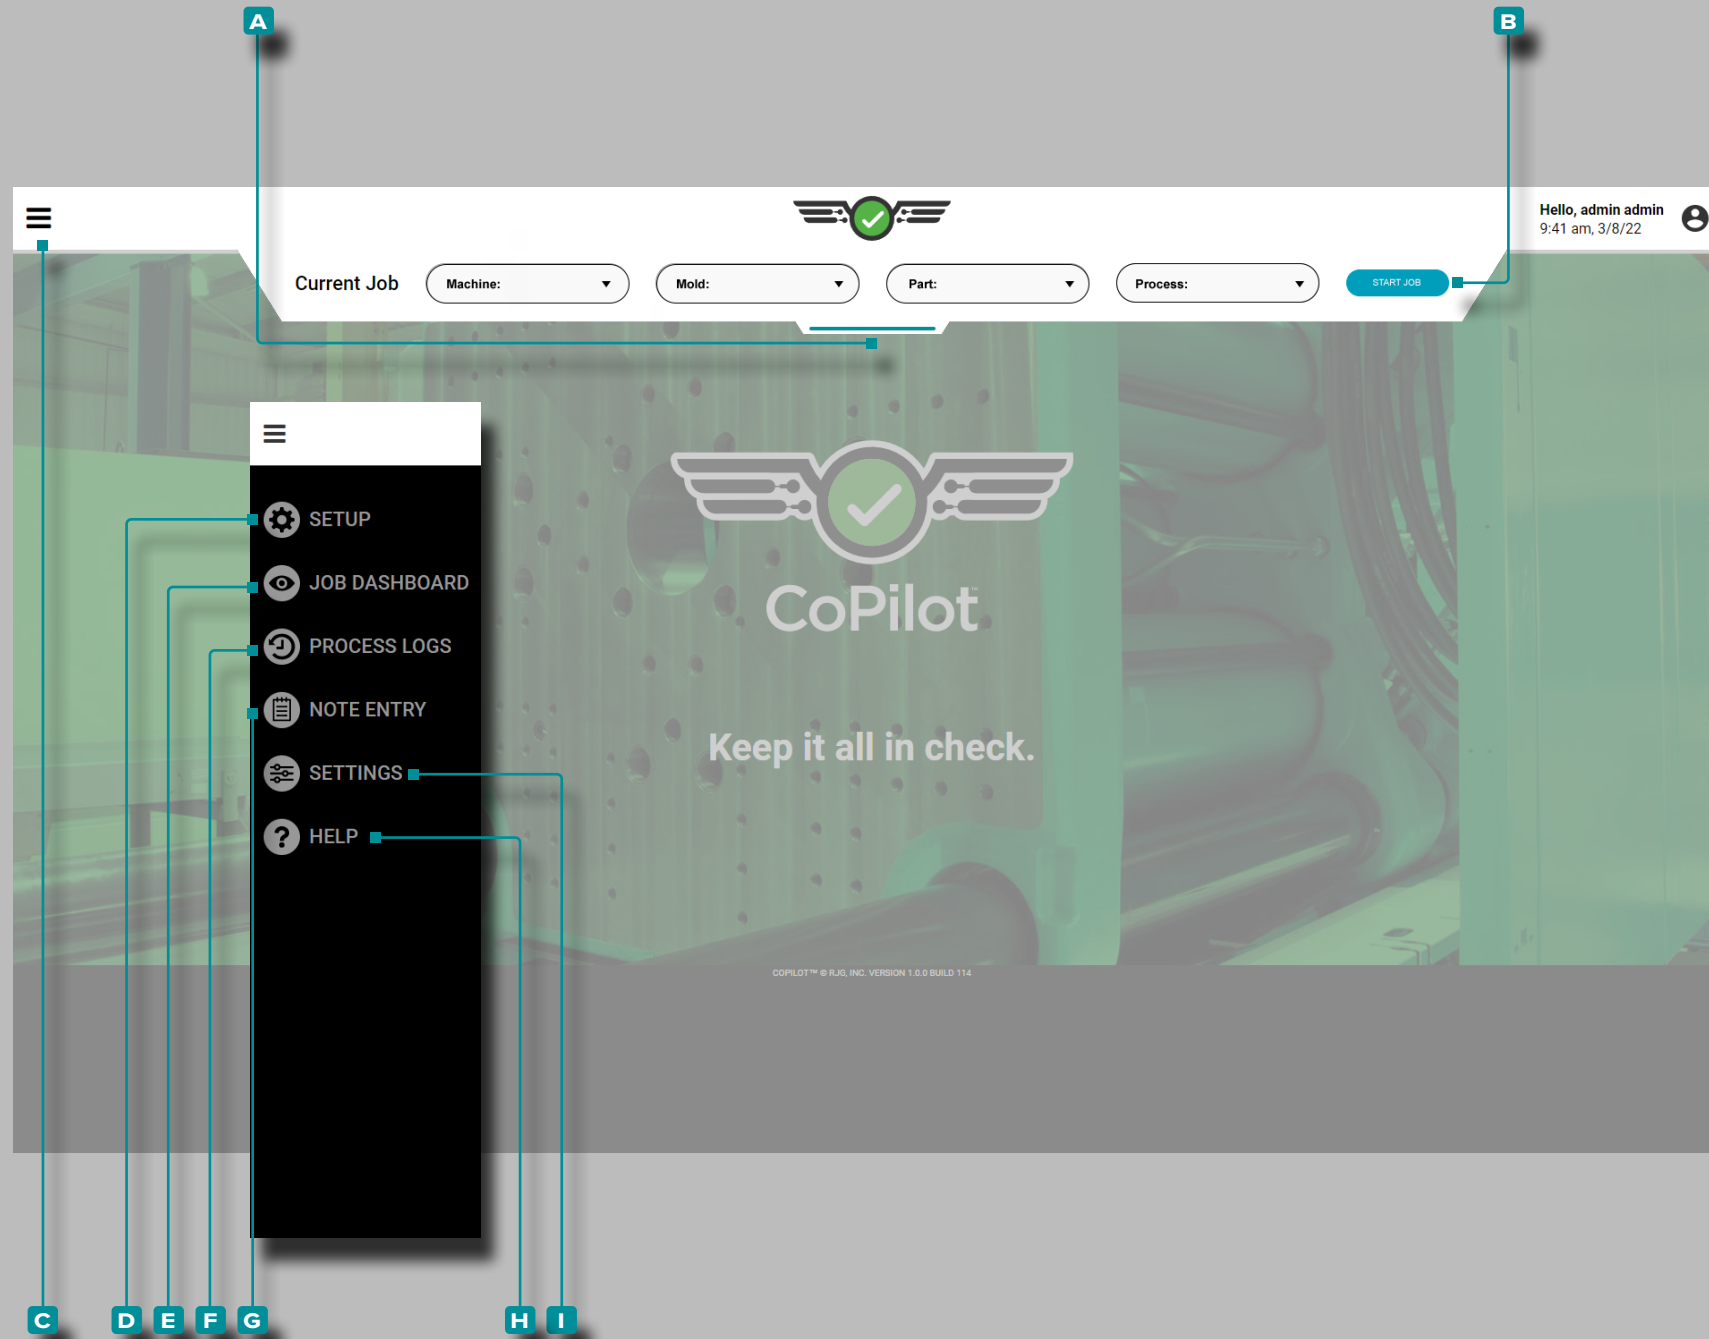 A
B
Hello, admin admin
9:41 am, 3/8/22
Current Job
Machine:
Mold:
Part:
Process:
START JOB
SETUP
JOB DASHBOARD
PROCESS LOGS
NOTE ENTRY
SETTINGS
HELP
CoPilot™
Keep it all in check.
COPILOT™ © RJG, INC. VERSION 1.0.0 BUILD 114
C
D
E
F
G
H
I